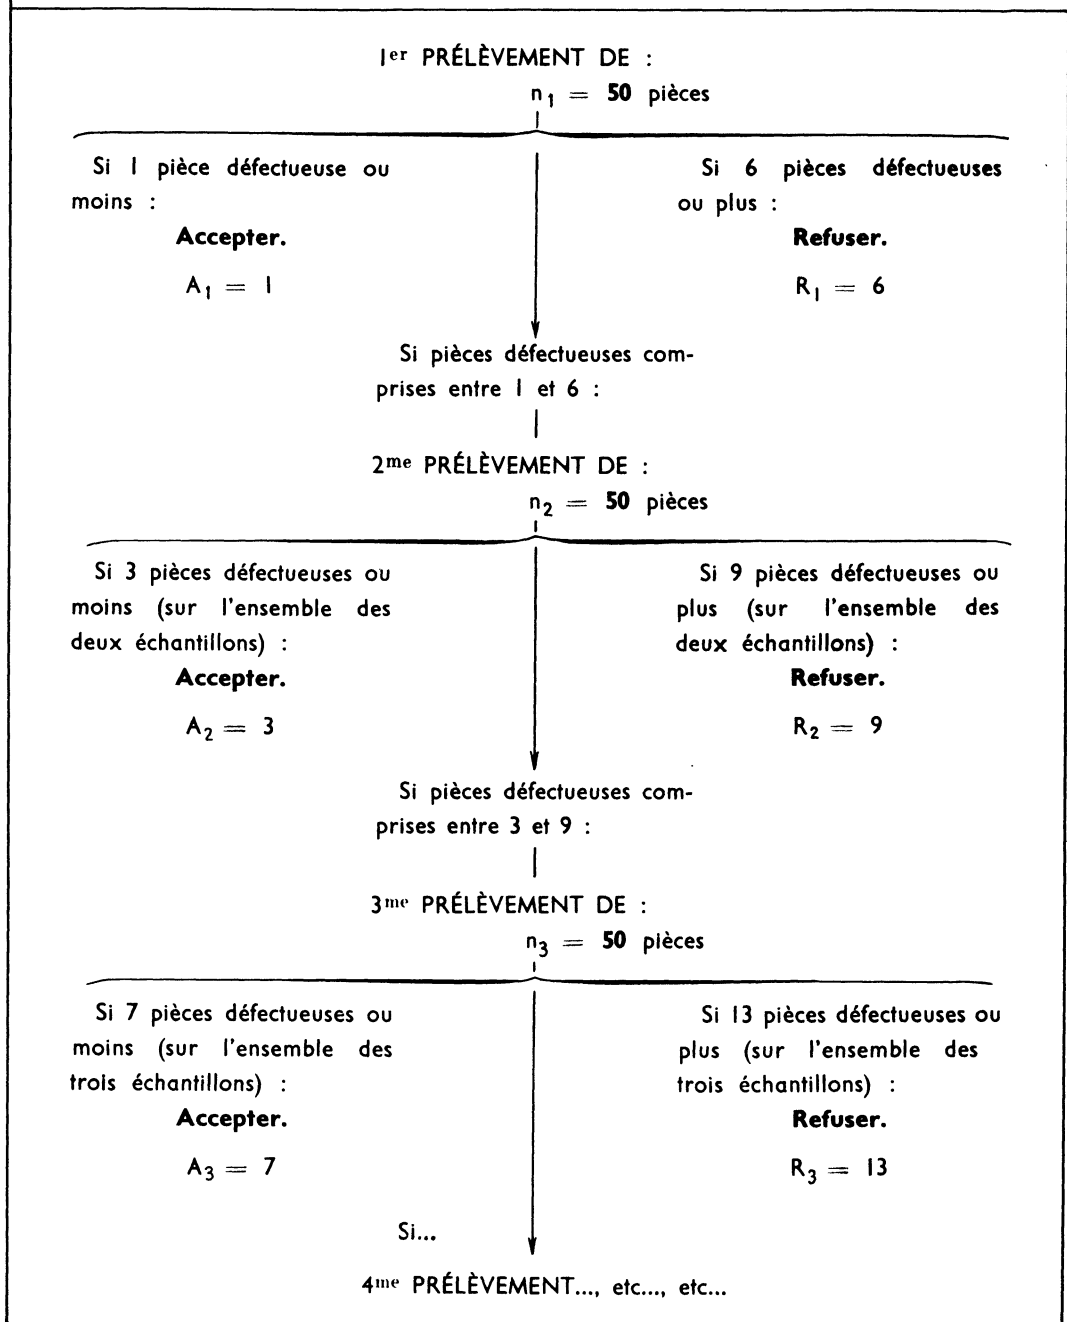 1er PRÉLÈVEMENT DE :
n1 = 50 pièces
Si 1 pièce défectueuse ou
moins :
Accepter.
A1 = 1
Si 6 pièces défectueuses
ou plus :
Refuser.
R1 = 6
Si pièces défectueuses com-
prises entre 1 et 6 :
2me PRÉLÈVEMENT DE :
n2 = 50 pièces
Si 3 pièces défectueuses ou
moins (sur l'ensemble des
deux échantillons) :
Accepter.
A2 = 3
Si 9 pièces défectueuses ou
plus (sur l'ensemble des
deux échantillons) :
Refuser.
R2 = 9
Si pièces défectueuses com-
prises entre 3 et 9 :
3me PRÉLÈVEMENT DE :
n3 = 50 pièces
Si 7 pièces défectueuses ou
moins (sur l'ensemble des
trois échantillons) :
Accepter.
A3 = 7
Si 13 pièces défectueuses ou
plus (sur l'ensemble des
trois échantillons) :
Refuser.
R3 = 13
Si...
4me PRÉLÈVEMENT..., etc..., etc...